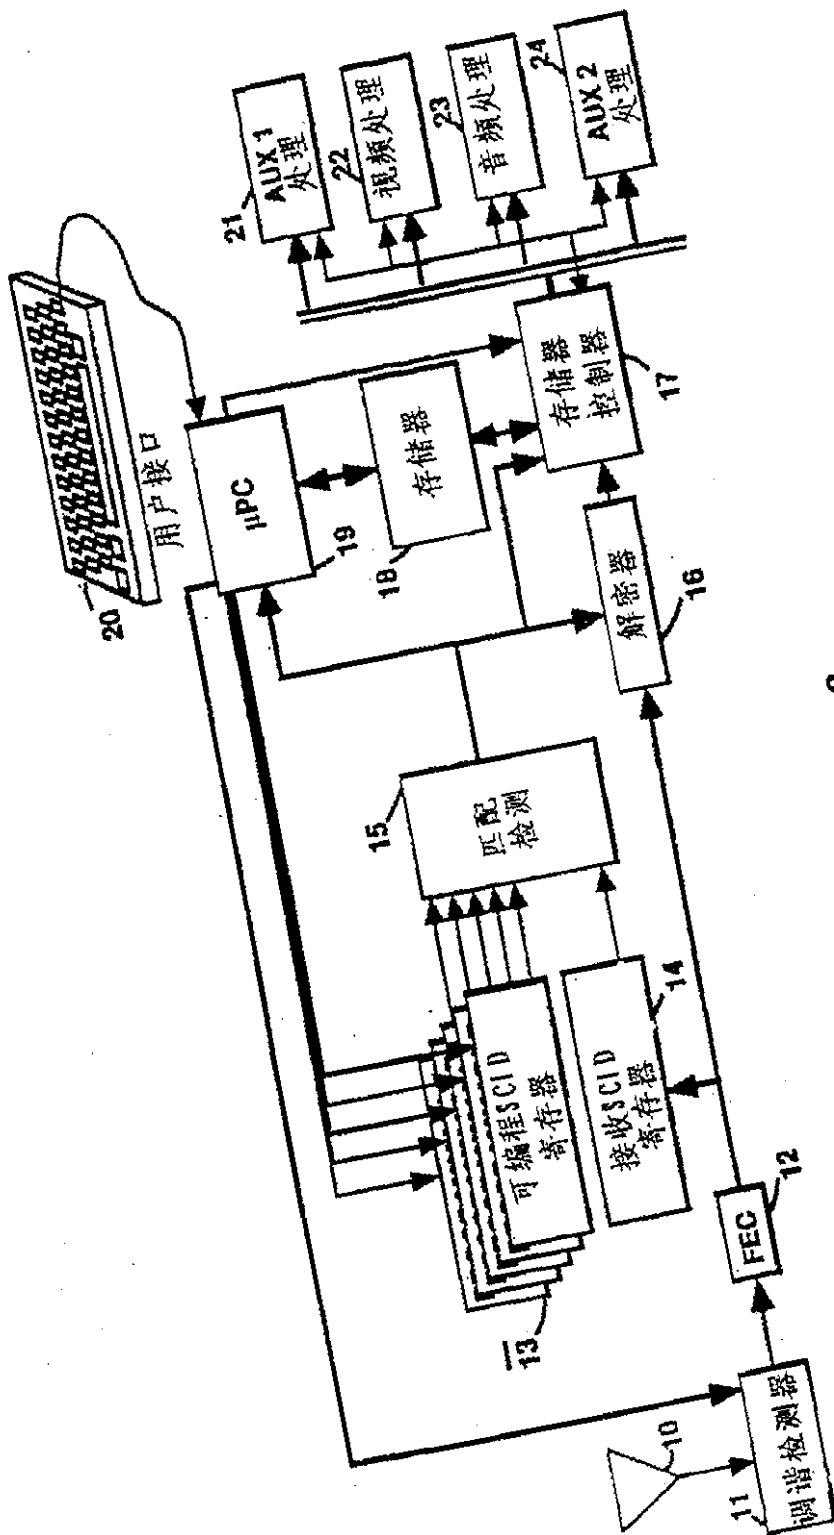 20
用户接口
μPC
19
21
AUX 1
处理
22
視频处理
23
音頻处理
24
AUX 2
处理
18
存储器
存储器
控制器
17
15
匹配
检测
解密器
16
13
可编程SCID
寄存器
接收SCID
寄存器
14
10
11
调谐检测器
FEC
12